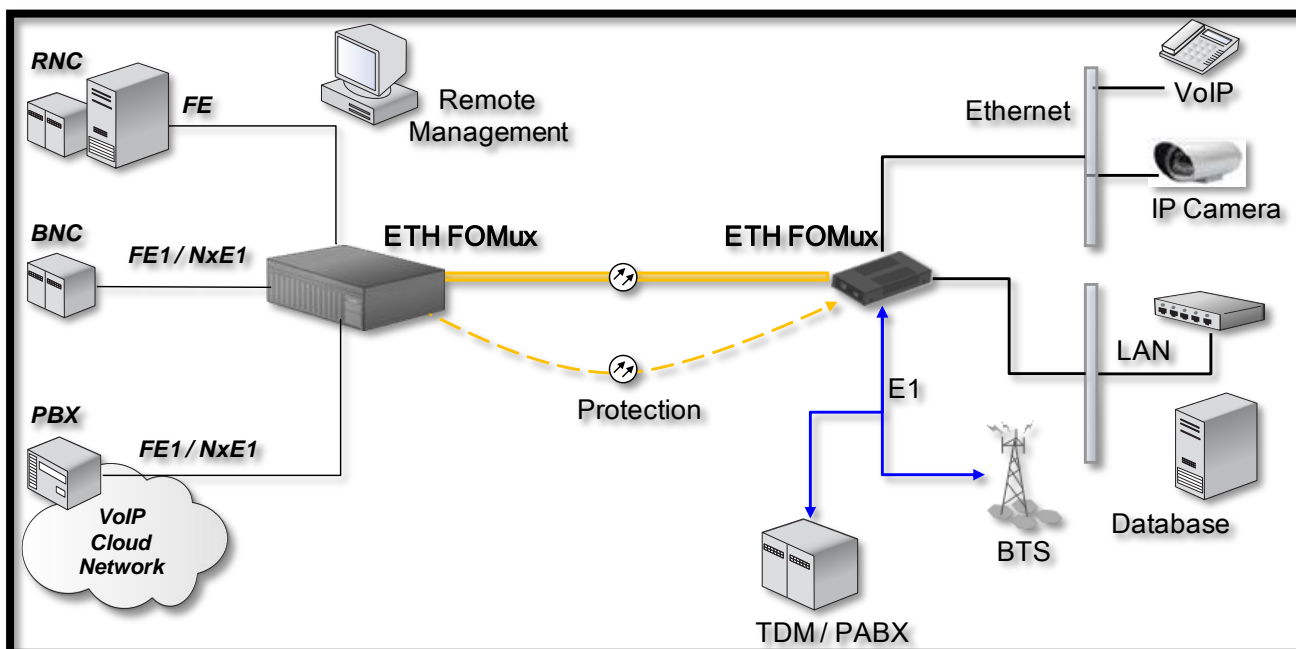 RNC
FE
Remote
Management
Ethernet
VoIP
IP Camera
BNC
FE1 / NxE1
ETH FOMux
ETH FOMux
LAN
E1
Protection
PBX
FE1 / NxE1
VoIP
Cloud
Network
Database
BTS
TDM / PABX